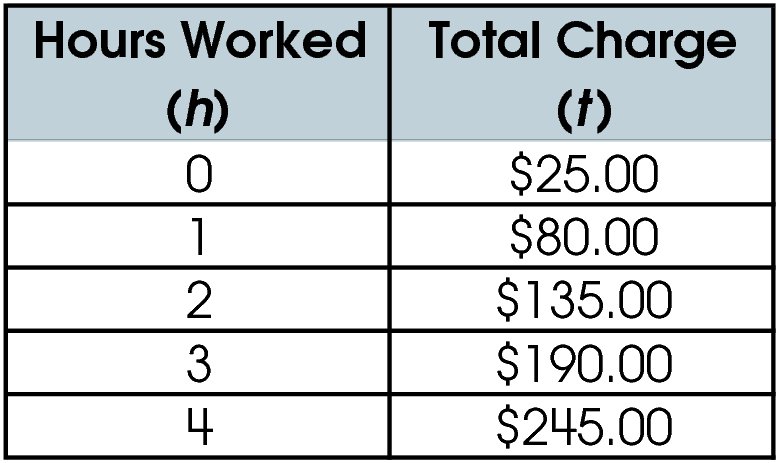 Hours Worked Total Charge
(h) (t)
0 $25.00
1 $80.00
2 $135.00
3 $190.00
4 $245.00